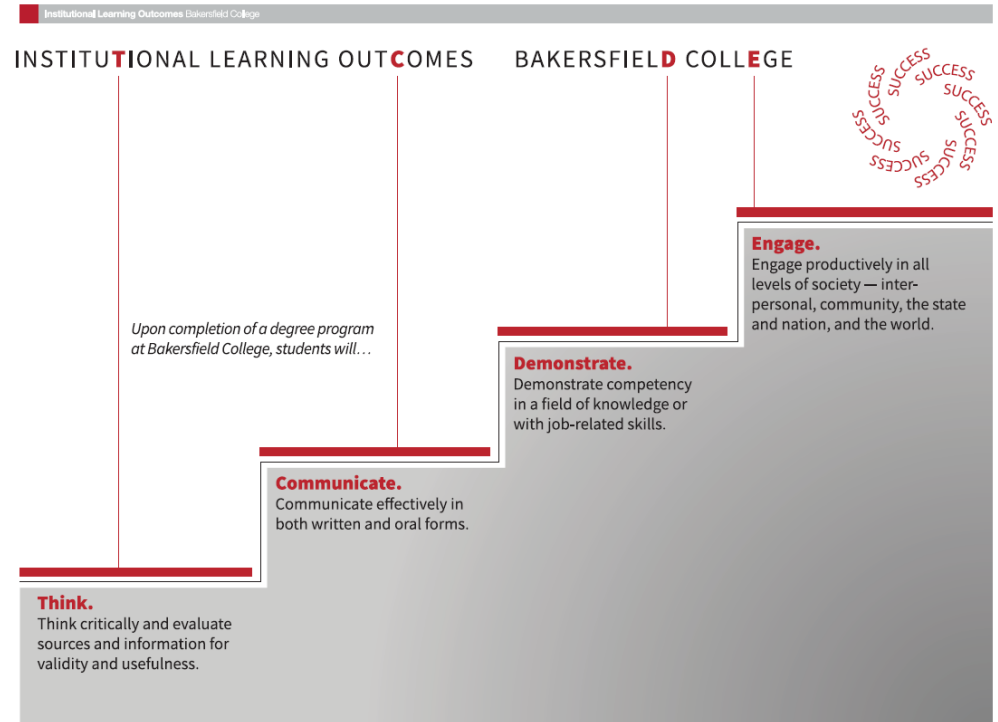 Institutional Learning Outcomes Bakersfield College
INSTITUTIONAL LEARNING OUTCOMES BAKERSFIELD COLLEGE
SUCCESS SUCCESS SUCCESS SUCCESS SUCCESS SUCCESS SUCCESS SUCCESS SUCCESS
Engage.
Engage productively in all
levels of society — inter-
personal, community, the state
and nation, and the world.
Upon completion of a degree program
at Bakersfield College, students will…
Demonstrate.
Demonstrate competency
in a field of knowledge or
with job-related skills.
Communicate.
Communicate effectively in
both written and oral forms.
Think.
Think critically and evaluate
sources and information for
validity and usefulness.